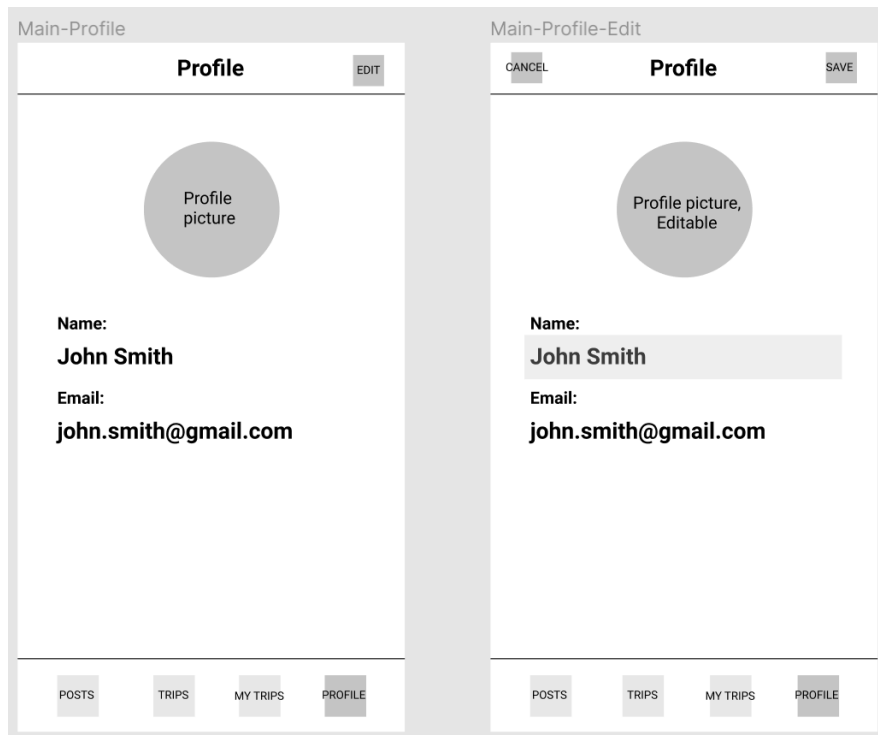 Main-Profile
Profile
EDIT
Profile
picture
Name:
John Smith
Email:
john.smith@gmail.com
POSTS
TRIPS
MY TRIPS
PROFILE
Main-Profile-Edit
CANCEL
Profile
SAVE
Profile picture,
Editable
Name:
John Smith
Email:
john.smith@gmail.com
POSTS
TRIPS
MY TRIPS
PROFILE